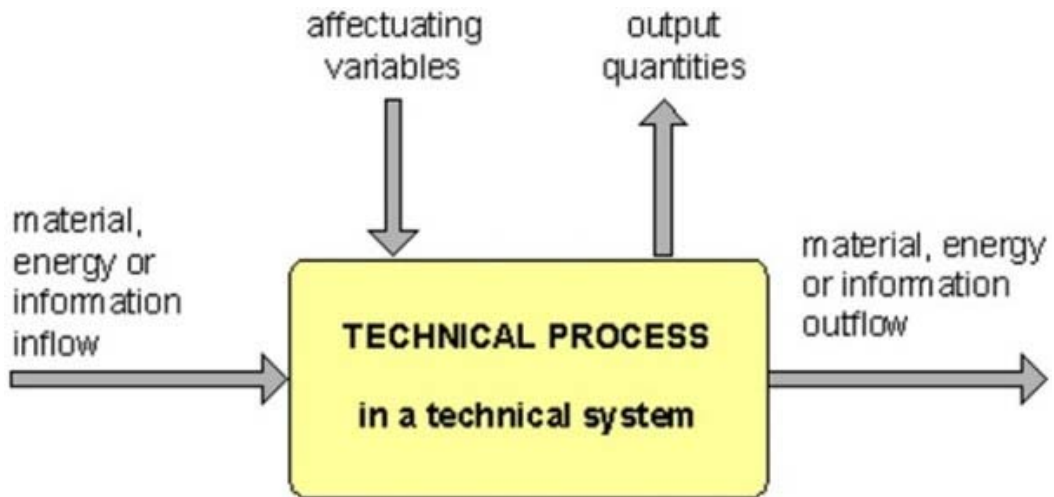 affectuating
variables
output
quantities
material,
energy or
information
inflow
material, energy
or information
outflow
TECHNICAL PROCESS
in a technical system